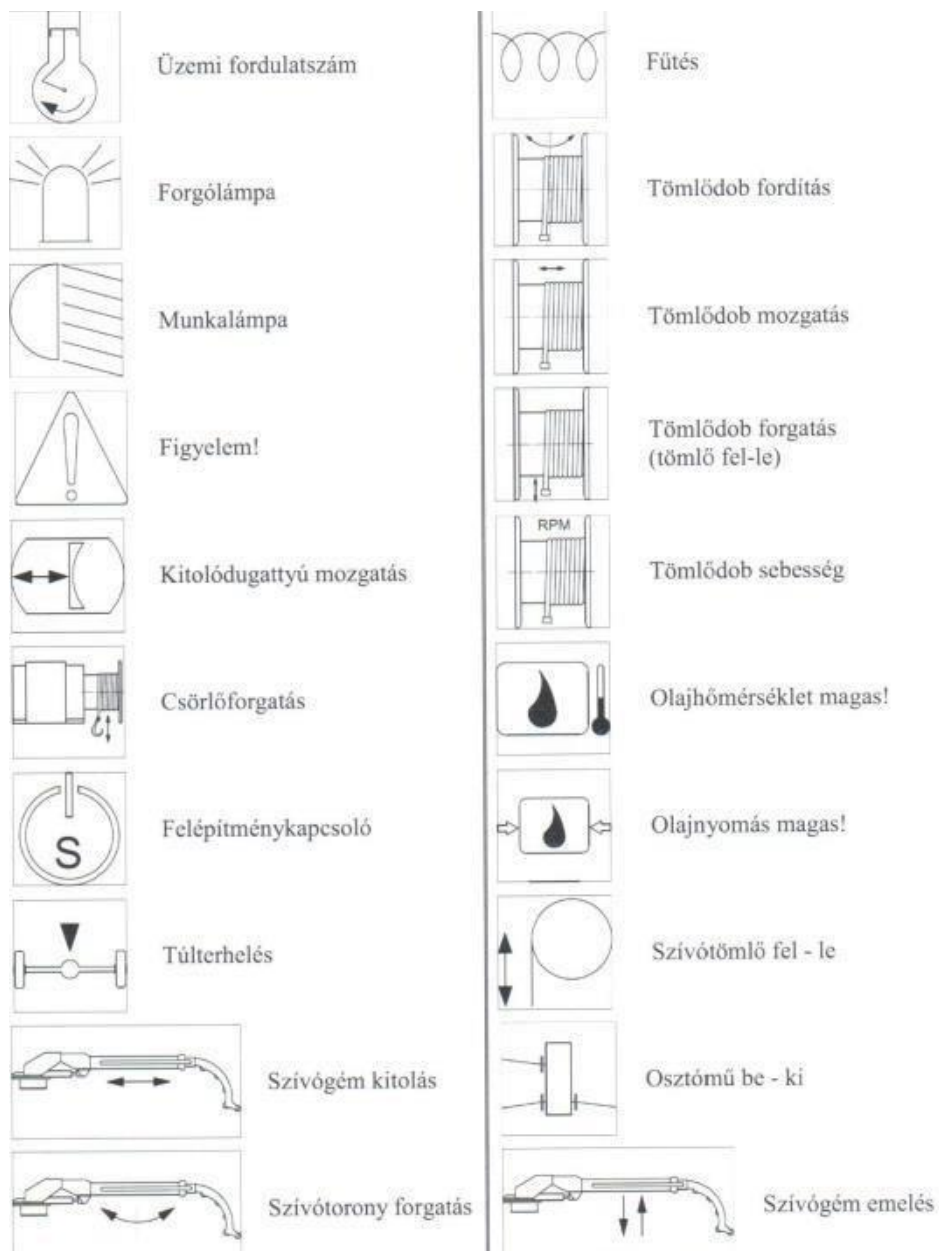 Üzemi fordulatszám
Forgólámpa
Munkalámpa
Figyelem!
Kitolódugattyú mozgatás
Csörlőforgatás
S
Felépítménykapcsoló
Túlterhelés
Szívógém kitolás
Szívótorony forgatás
Fűtés
Tömlődob fordítás
Tömlődob mozgatás
Tömlődob forgatás
(tömlő fel-le)
RPM
Tömlődob sebesség
Olajhőmérséklet magas!
Olajnyomás magas!
Szívótömlő fel - le
Osztómű be - ki
Szívógém emelés